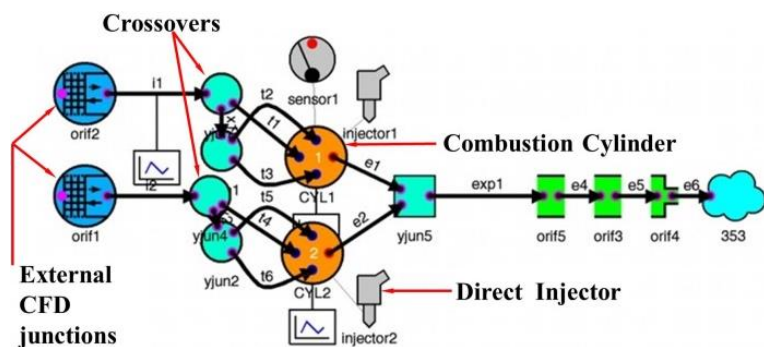 Crossovers
i1
orif2
t2
t1
t3
sensor1
injector1
1
CYL1
Combustion Cylinder
e1
i2
orif1
1
yjun4
t5
t4
t6
yjun2
2
CYL2
e2
injector2
Direct Injector
yjun5
exp1
orif5
e4
orif3
e5
orif4
e6
353
External
CFD
junctions